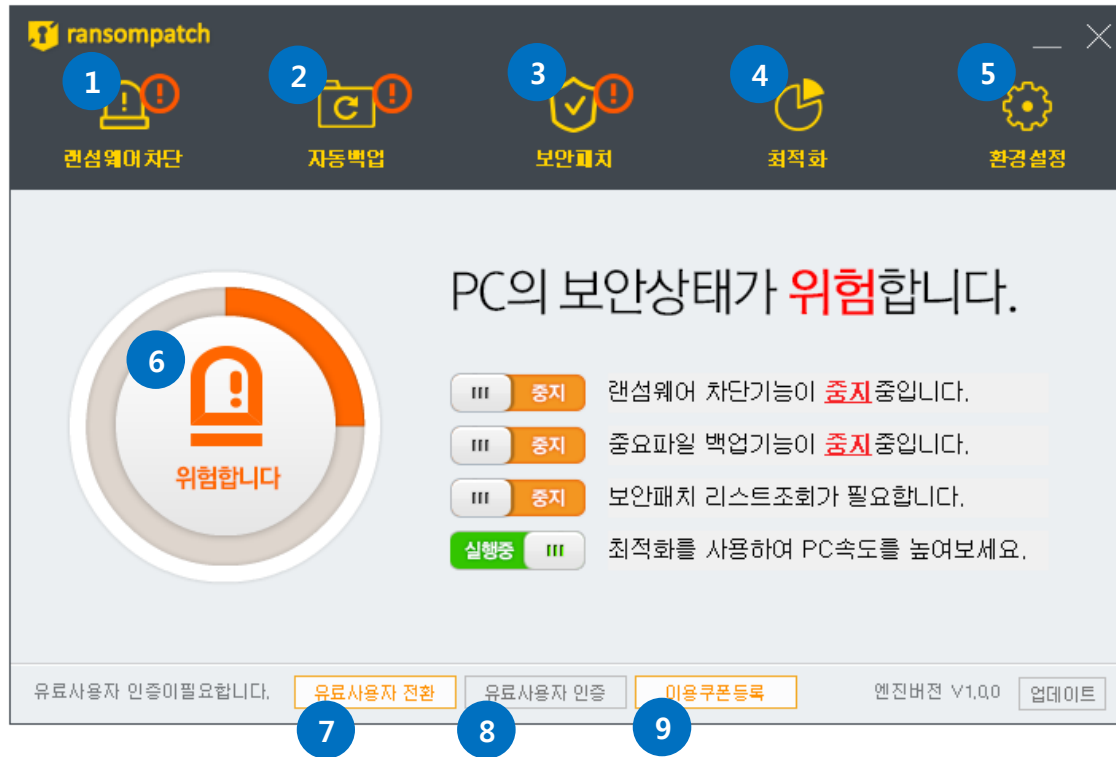 ransompatch
1 2 3 4 5
랜섬웨어차단 자동백업 보안패치 최적화 환경설정
PC의 보안상태가 위험합니다.
6
위험합니다
중지 랜섬웨어 차단기능이 중지중입니다.
중지 중요파일 백업기능이 중지중입니다.
중지 보안패치 리스트조회가 필요합니다.
실행중 최적화를 사용하여 PC속도를 높여보세요.
유료사용자 인증이필요합니다. 유료사용자 전환 유료사용자 인증 이용쿠폰등록 엔진버전 V1.0.0 업데이트
7 8 9